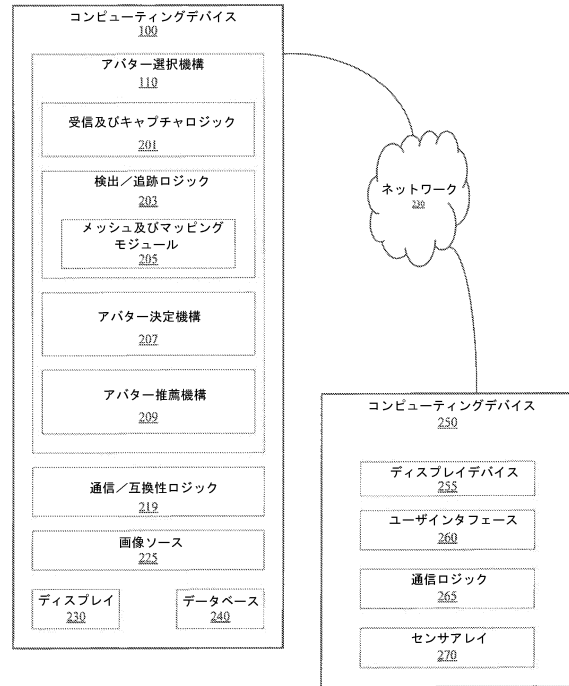 コンピューティングデバイス
100
アバター選択機構
110
受信及びキャプチャロジック
201
検出／追跡ロジック
203
メッシュ及びマッピング
モジュール
205
アバター決定機構
207
アバター推薦機構
209
通信／互換性ロジック
219
画像ソース
225
ディスプレイ
230
データベース
240
ネットワーク
230
コンピューティングデバイス
250
ディスプレイデバイス
255
ユーザインタフェース
260
通信ロジック
265
センサアレイ
270